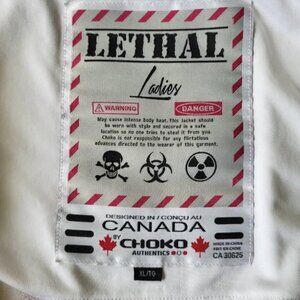 LETHAL
Ladies
WARNING
DANGER
May cause intense body heat. This Jacket should
be worn with style and secured in a safe
location so no one tries to steal it from you.
Choko is not responsible for any flirtatious
advances directed to the wearer of this garment.
DESIGNED IN / CONÇU AU
CANADA
BY
CHOKO
AUTHENTICS
MADE IN CHINA
FAIT EN CHINE
CA 30625
XL/TG